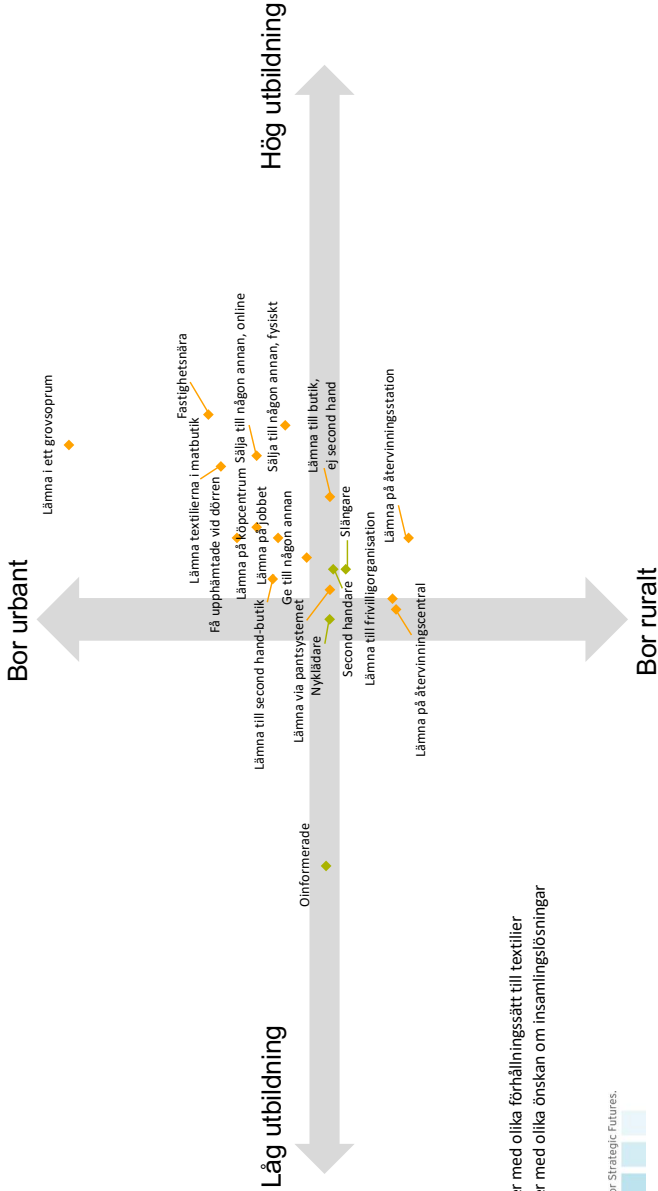 Bor urbant
Lämna i ett grovsoprum
Fastighetsnära
Lämna textilierna i matbutik
Få upphämtade vid dörren
Sälja till någon annan, online
Lämna på köpcentrum
Sälja till någon annan, fysiskt
Lämna på jobbet
Lämna till second hand-butik
Ge till någon annan
Hög utbildning
Låg utbildning
Lämna till butik,
ej second hand
Lämna via pantsystemet
Nyklädare
Oinformerade
Slängare
Second handare
Lämna till frivilligorganisation
Lämna på återvinningsstation
Lämna på återvinningscentral
Bor ruralt
er med olika förhållningssätt till textilier
er med olika önskan om insamlingslösningar
or Strategic Futures.